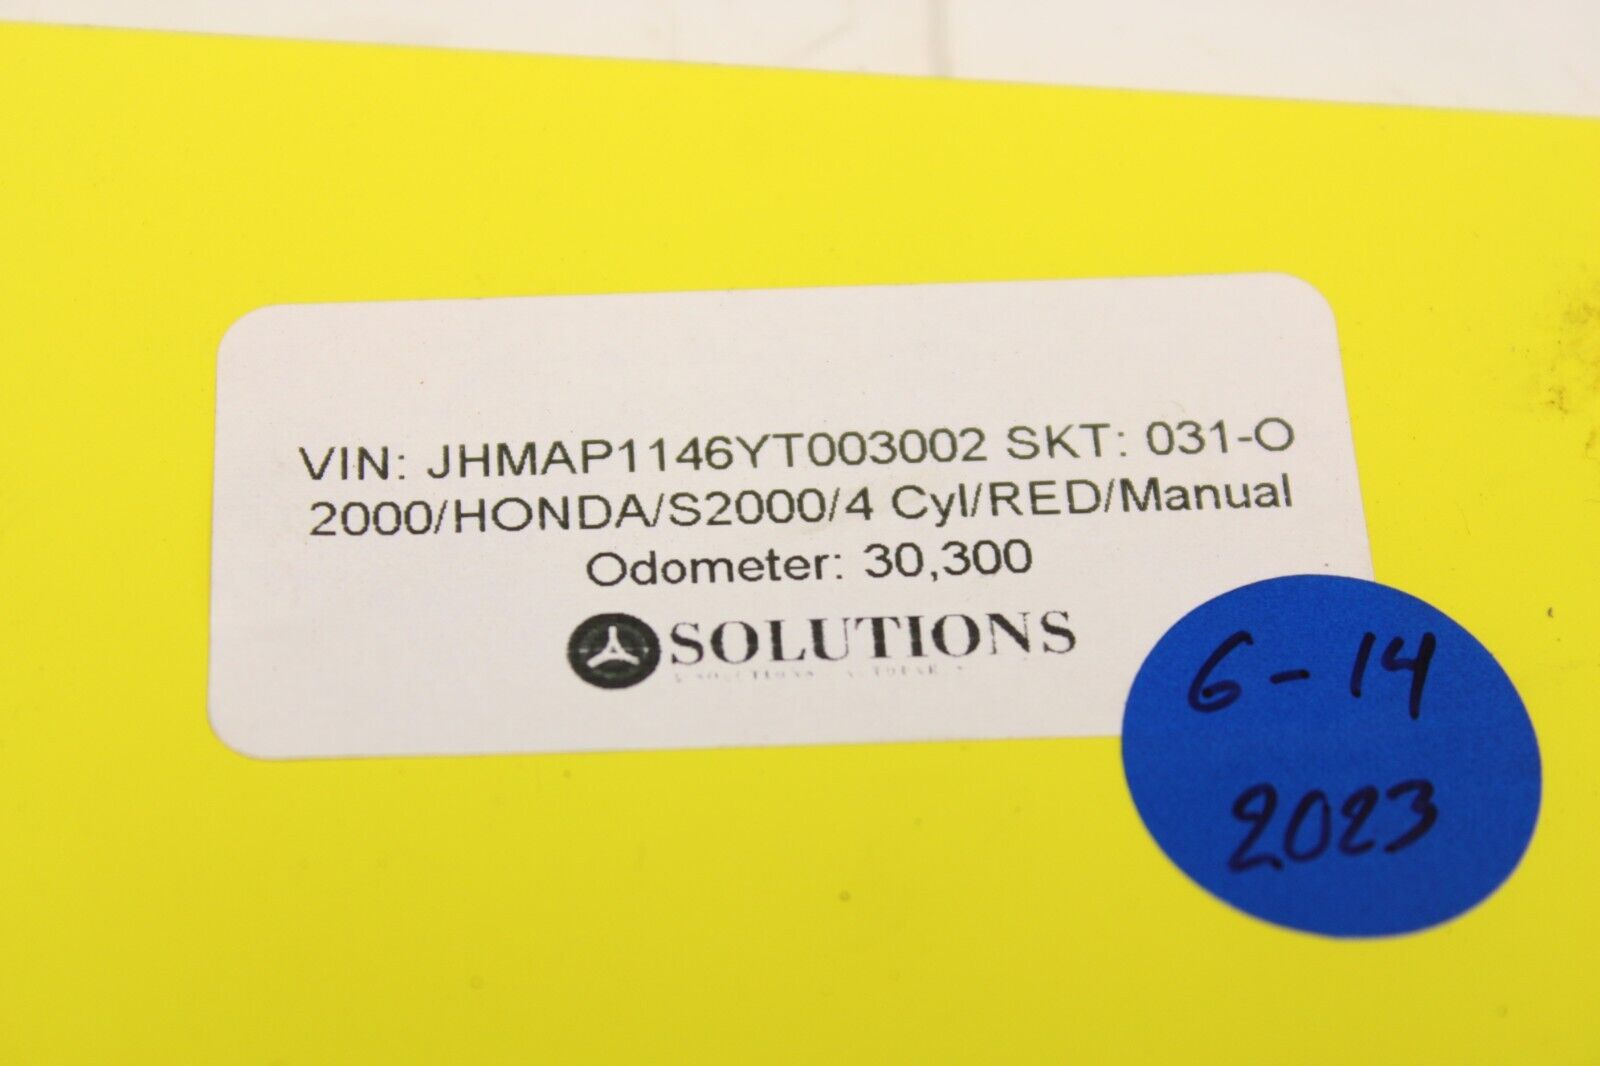 VIN: JHMAP1146YT003002 SKT: 031-O
2000/HONDA/S2000/4 Cyl/RED/Manual
Odometer: 30,300
SOLUTIONS
6-14
2023